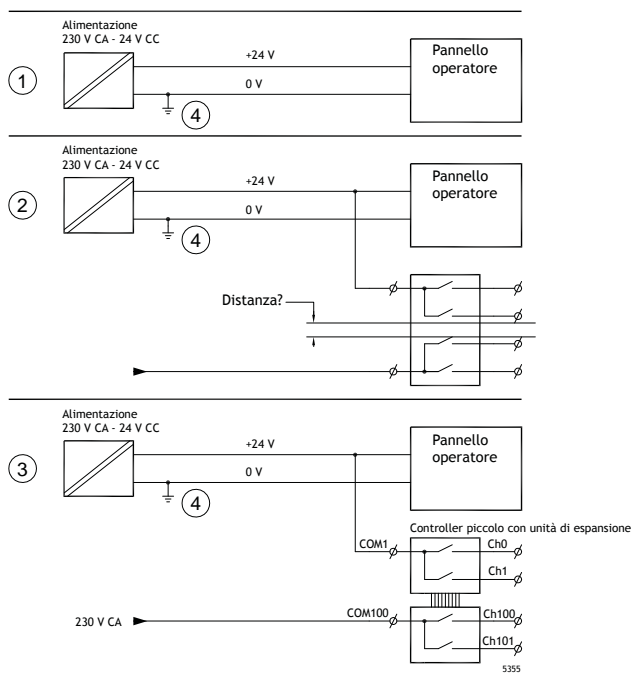 Alimentazione
230 V CA - 24 V CC
+24 V
Pannello
operatore
1
0 V
4
Alimentazione
230 V CA - 24 V CC
+24 V
Pannello
operatore
2
0 V
4
Distanza?
Alimentazione
230 V CA - 24 V CC
+24 V
Pannello
operatore
3
0 V
4
Controller piccolo con unità di espansione
COM1
Ch0
Ch1
230 V CA
COM100
Ch100
Ch101
5355